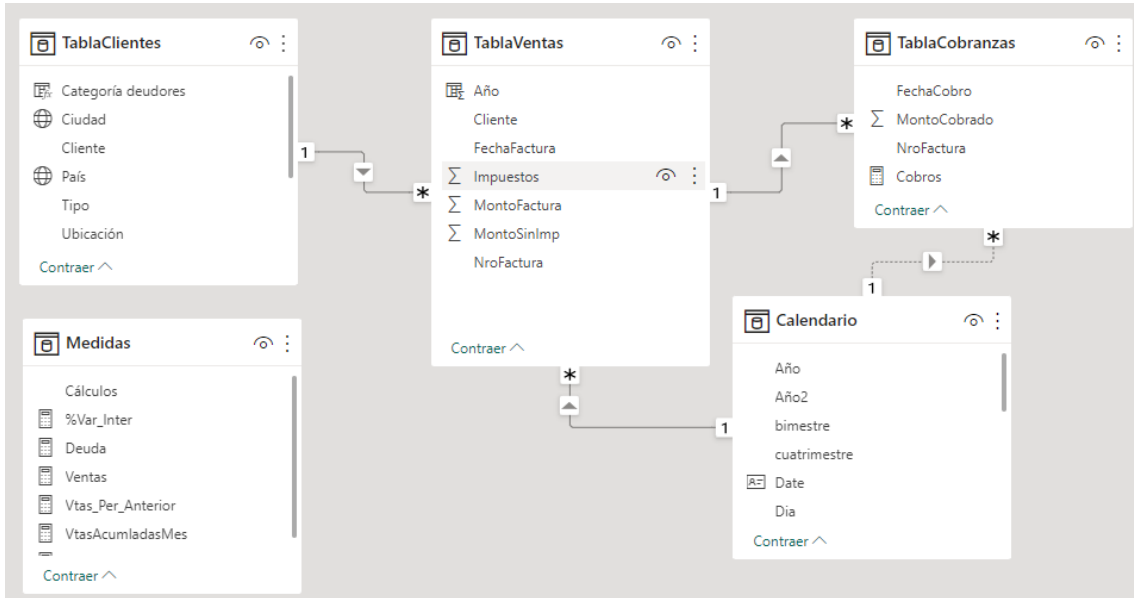 TablaClientes
Categoría deudores
Ciudad
Cliente
País
Tipo
Ubicación
Contraer
TablaVentas
Año
Cliente
FechaFactura
Impuestos
MontoFactura
MontoSinImp
NroFactura
Contraer
TablaCobranzas
FechaCobro
MontoCobrado
NroFactura
Cobros
Contraer
1
*
1
*
*
1
*
1
Medidas
Cálculos
%Var_Inter
Deuda
Ventas
Vtas_Per_Anterior
VtasAcumladasMes
Contraer
Calendario
Año
Año2
bimestre
cuatrimestre
Date
Dia
Contraer